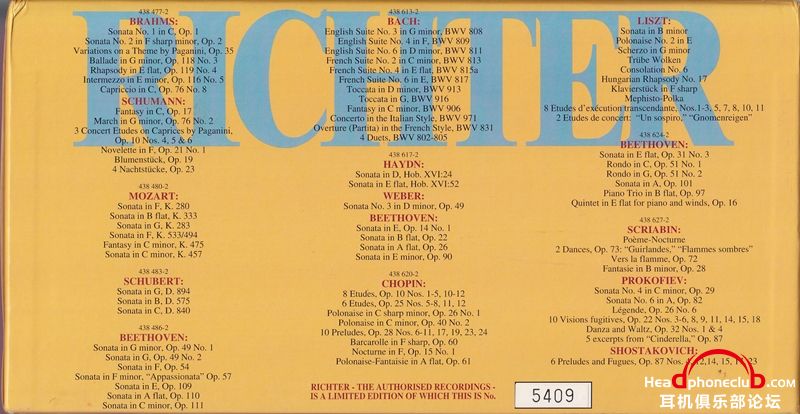 RICHTER
438 477-2
BRAHMS:
Sonata No. 1 in C, Op. 1
Sonata No. 2 in F sharp minor, Op. 2
Variations on a Theme by Paganini, Op. 35
Ballade in G minor, Op. 118 No. 3
Rhapsody in E flat, Op. 119 No. 4
Intermezzo in E minor, Op. 116 No. 5
Capriccio in C, Op. 76 No. 8
SCHUMANN:
Fantasy in C, Op. 17
March in G minor, Op. 76 No. 2
3 Concert Etudes on Caprices by Paganini,
Op. 10 Nos. 4, 5 & 6
Novelette in F, Op. 21 No. 1
Blumenstück, Op. 19
4 Nachtstücke, Op. 23
438 480-2
MOZART:
Sonata in F, K. 280
Sonata in B flat, K. 333
Sonata in G, K. 283
Sonata in F, K. 533/494
Fantasy in C minor, K. 475
Sonata in C minor, K. 457
438 483-2
SCHUBERT:
Sonata in G, D. 894
Sonata in B, D. 575
Sonata in C, D. 840
438 486-2
BEETHOVEN:
Sonata in G minor, Op. 49 No. 1
Sonata in G, Op. 49 No. 2
Sonata in F, Op. 54
Sonata in F minor, "Appassionata" Op. 57
Sonata in E, Op. 109
Sonata in A flat, Op. 110
Sonata in C minor, Op. 111
438 613-2
BACH:
English Suite No. 3 in G minor, BWV 808
English Suite No. 4 in F, BWV 809
English Suite No. 6 in D minor, BWV 811
French Suite No. 2 in C minor, BWV 813
French Suite No. 4 in E flat, BWV 815a
French Suite No. 6 in E, BWV 817
Toccata in D minor, BWV 913
Toccata in G, BWV 916
Fantasy in C minor, BWV 906
Concerto in the Italian Style, BWV 971
Overture (Partita) in the French Style, BWV 831
4 Duets, BWV 802-805
438 617-2
HAYDN:
Sonata in D, Hob. XVI:24
Sonata in E flat, Hob. XVI:52
WEBER:
Sonata No. 3 in D minor, Op. 49
BEETHOVEN:
Sonata in E, Op. 14 No. 1
Sonata in B flat, Op. 22
Sonata in A flat, Op. 26
Sonata in E minor, Op. 90
438 620-2
CHOPIN:
8 Etudes, Op. 10 Nos. 1-5, 10-12
6 Etudes, Op. 25 Nos. 5-8, 11, 12
Polonaise in C sharp minor, Op. 26 No. 1
Polonaise in C minor, Op. 40 No. 2
10 Preludes, Op. 28 Nos. 6-11, 17, 19, 23, 24
Barcarolle in F sharp, Op. 60
Nocturne in F, Op. 15 No. 1
Polonaise-Fantaisie in A flat, Op. 61
RICHTER - THE AUTHORISED RECORDINGS -
IS A LIMITED EDITION OF WHICH THIS IS No.
5409
LISZT:
Sonata in B minor
Polonaise No. 2 in E
Scherzo in G minor
Trübe Wolken
Consolation No. 6
Hungarian Rhapsody No. 17
Klavierstück in F sharp
Mephisto-Polka
8 Etudes d'exécution transcendante, Nos.1-3, 5, 7, 8, 10, 11
2 Etudes de concert: "Un sospiro," "Gnomenreigen"
438 624-2
BEETHOVEN:
Sonata in E flat, Op. 31 No. 3
Rondo in C, Op. 51 No. 1
Rondo in G, Op. 51 No. 2
Sonata in A, Op. 101
Piano Trio in B flat, Op. 97
Quintet in E flat for piano and winds, Op. 16
438 627-2
SCRIABIN:
Poème-Nocturne
2 Dances, Op. 73: "Guirlandes," "Flammes sombres"
Vers la flamme, Op. 72
Fantasie in B minor, Op. 28
PROKOFIEV:
Sonata No. 4 in C minor, Op. 29
Sonata No. 6 in A, Op. 82
Légende, Op. 26 No. 6
10 Visions fugitives, Op. 22 Nos. 3-6, 8, 9, 11, 14, 15, 18
Danza and Waltz, Op. 32 Nos. 1 & 4
5 excerpts from "Cinderella," Op. 87
SHOSTAKOVICH:
6 Preludes and Fugues, Op. 87 Nos. 4, 12, 14, 15, 17, 23
Headphoneclub.com
耳机俱乐部论坛